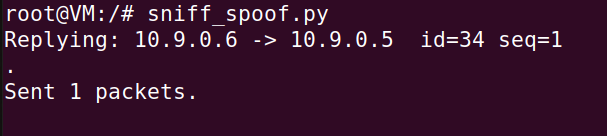 root@VM:/# sniff_spoof.py
Replying: 10.9.0.6 -> 10.9.0.5  id=34 seq=1
.
Sent 1 packets.